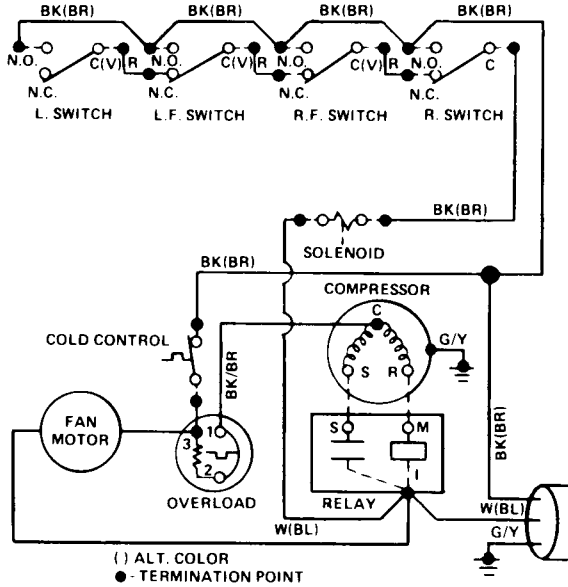 BK(BR) BK(BR) BK(BR) BK(BR)
N.O. C(V) R N.O. C(V) R N.O. C(V) R N.O. C
N.C. N.C. N.C. N.C.
L. SWITCH L.F. SWITCH R.F. SWITCH R. SWITCH
BK(BR)
SOLENOID
BK(BR)
COMPRESSOR
C
G/Y
COLD CONTROL
BK/BR
S R
FAN
MOTOR
S M
3 1
2
I
BK(BR)
OVERLOAD
RELAY
W(BL)
W(BL)
G/Y
( ) ALT. COLOR
● - TERMINATION POINT